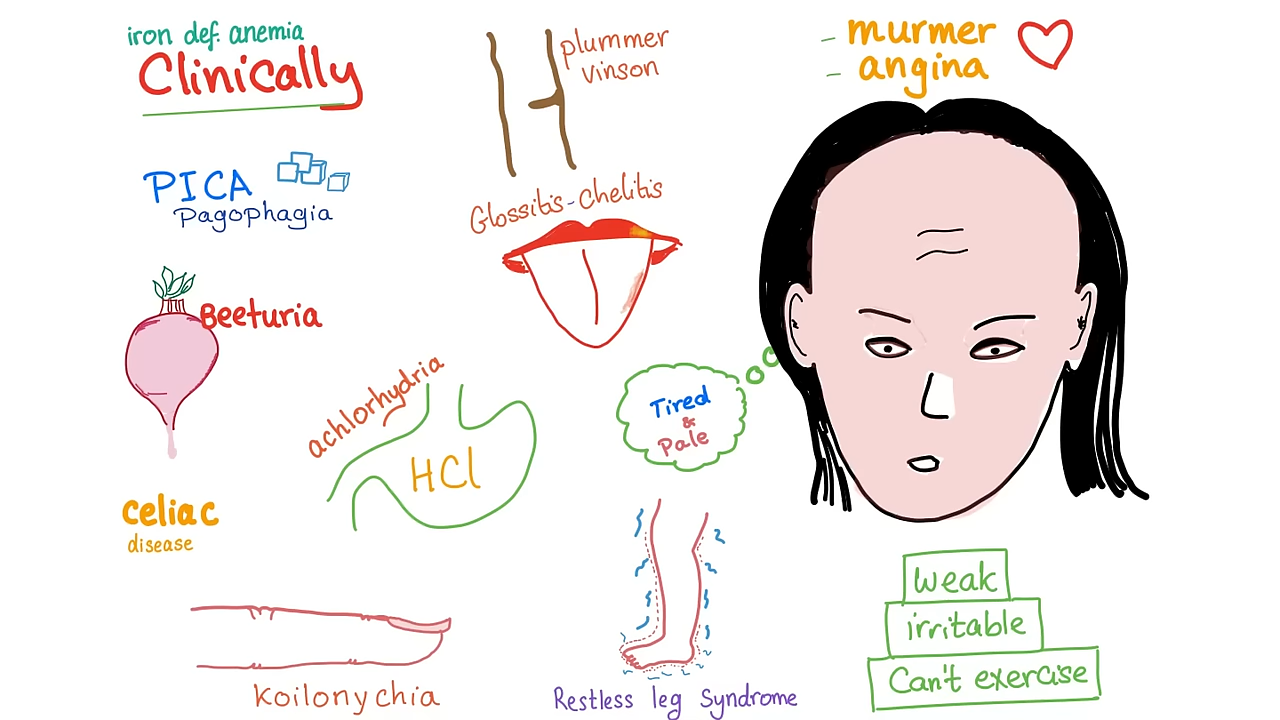 iron def. anemia
Clinically
PICA
Pagophagia
Beeturia
achlorhydria
HCl
celiac
disease
Koilonychia
plummer
vinson
Glossitis-Chelitis
Tired
&
Pale
Restless leg Syndrome
- murmer
- angina
weak
irritable
Can't exercise